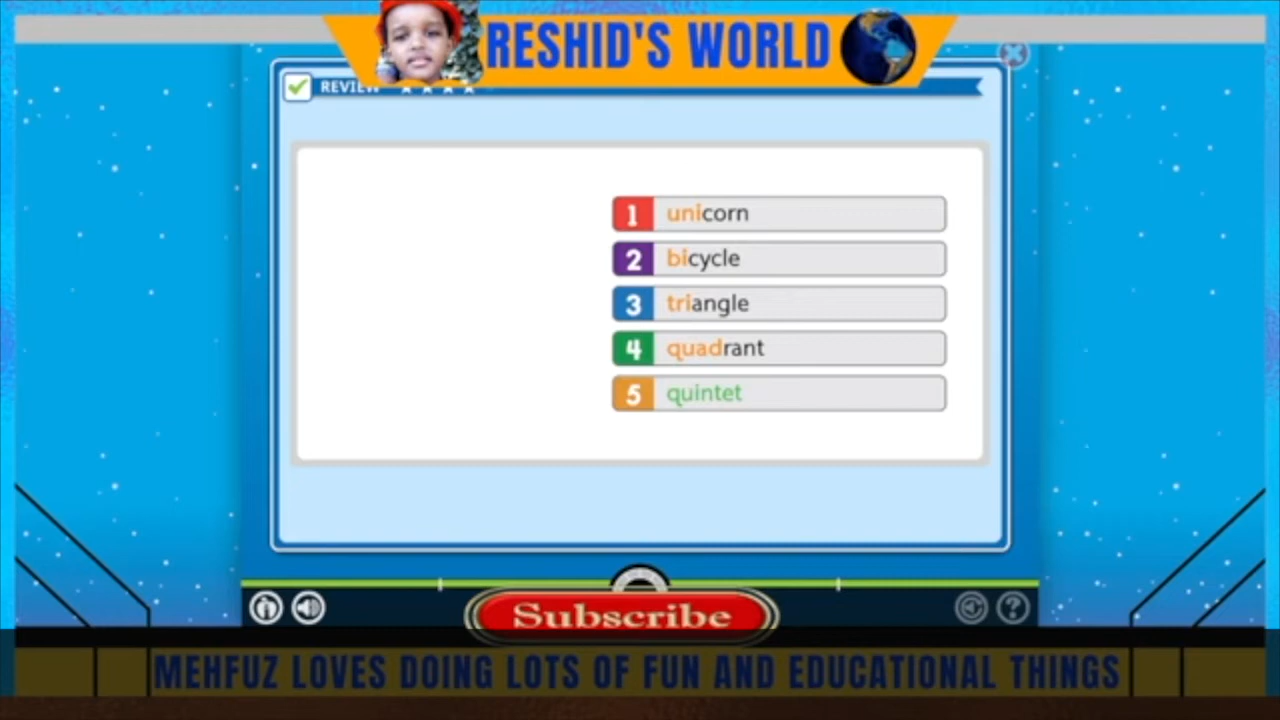 RESHID'S WORLD
REVIEW
1 unicorn
2 bicycle
3 triangle
4 quadrant
5 quintet
?
Subscribe
MEHFUZ LOVES DOING LOTS OF FUN AND EDUCATIONAL THINGS